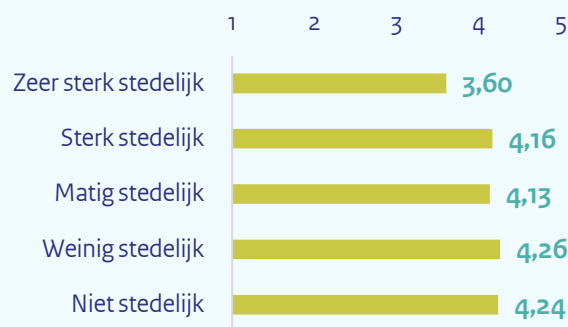 1 2 3 4 5
Zeer sterk stedelijk 3,60
Sterk stedelijk 4,16
Matig stedelijk 4,13
Weinig stedelijk 4,26
Niet stedelijk 4,24